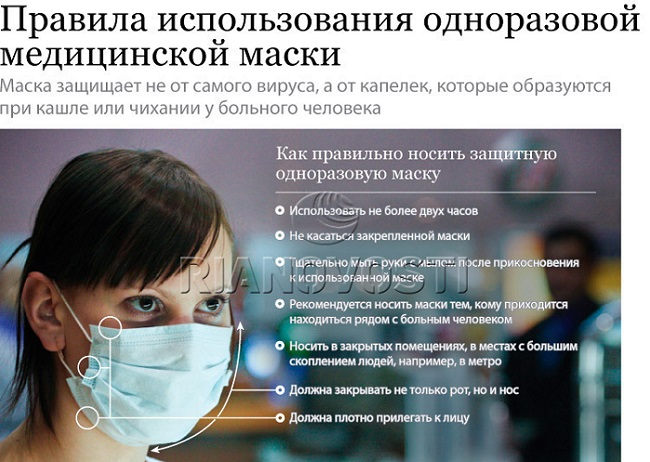 Правила использования одноразовой
медицинской маски
Маска защищает не от самого вируса, а от капелек, которые образуются
при кашле или чихании у больного человека
Как правильно носить защитную
одноразовую маску
Использовать не более двух часов
Не касаться закрепленной маски
Тщательно мыть руки с мылом после прикосновения
к использованной маске
RIANOVOSTI
Рекомендуется носить маски тем, кому приходится
находиться рядом с больным человеком
Носить в закрытых помещениях, в местах с большим
скоплением людей, например, в метро
Должна закрывать не только рот, но и нос
Должна плотно прилегать к лицу